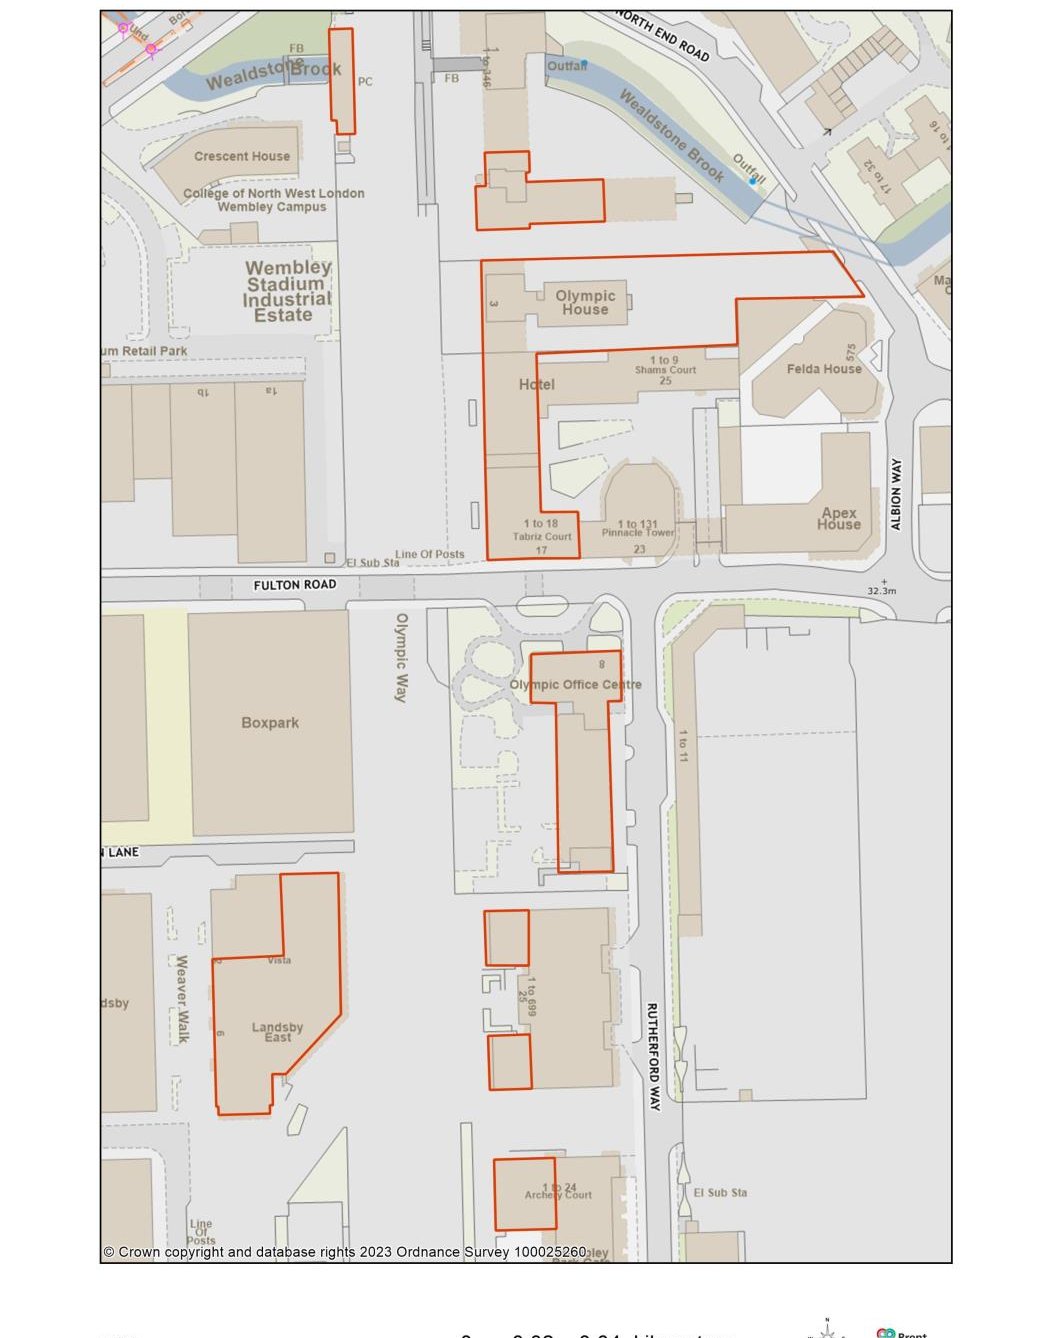 Und
Bor
NORTH END ROAD
FB
Wealdstone Brook
PC
FB
1 to 346
Outfall
Wealdstone Brook
Outfall
1 to 16
17 to 32
Crescent House
College of North West London
Wembley Campus
Wembley
Stadium
Industrial
Estate
Ma
3
Olympic
House
um Retail Park
1b
1a
Hotel
1 to 9
Shams Court
25
575
Felda House
ALBION WAY
Apex
House
1 to 18
Tabriz Court
17
1 to 131
Pinnacle Tower
23
Line Of Posts
El Sub Sta
FULTON ROAD
32.3m
Olympic Way
8
Olympic Office Centre
Boxpark
1 to 11
N LANE
Vista
2
Weaver Walk
6
dsby
Landsby
East
1 to 699
25
RUTHERFORD WAY
1 to 24
Archery Court
El Sub Sta
Line
Of
Posts
© Crown copyright and database rights 2023 Ordnance Survey 100025260
N